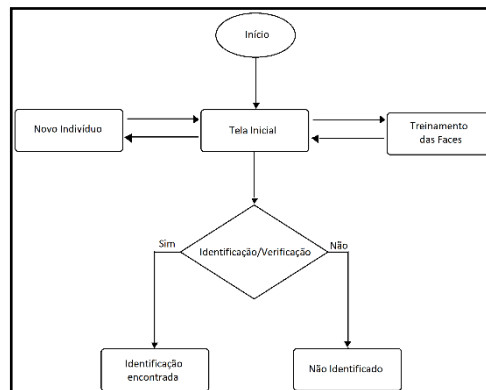 Início
Novo Indivíduo
Tela Inicial
Treinamento
das Faces
Sim
Identificação/Verificação
Não
Identificação
encontrada
Não Identificado